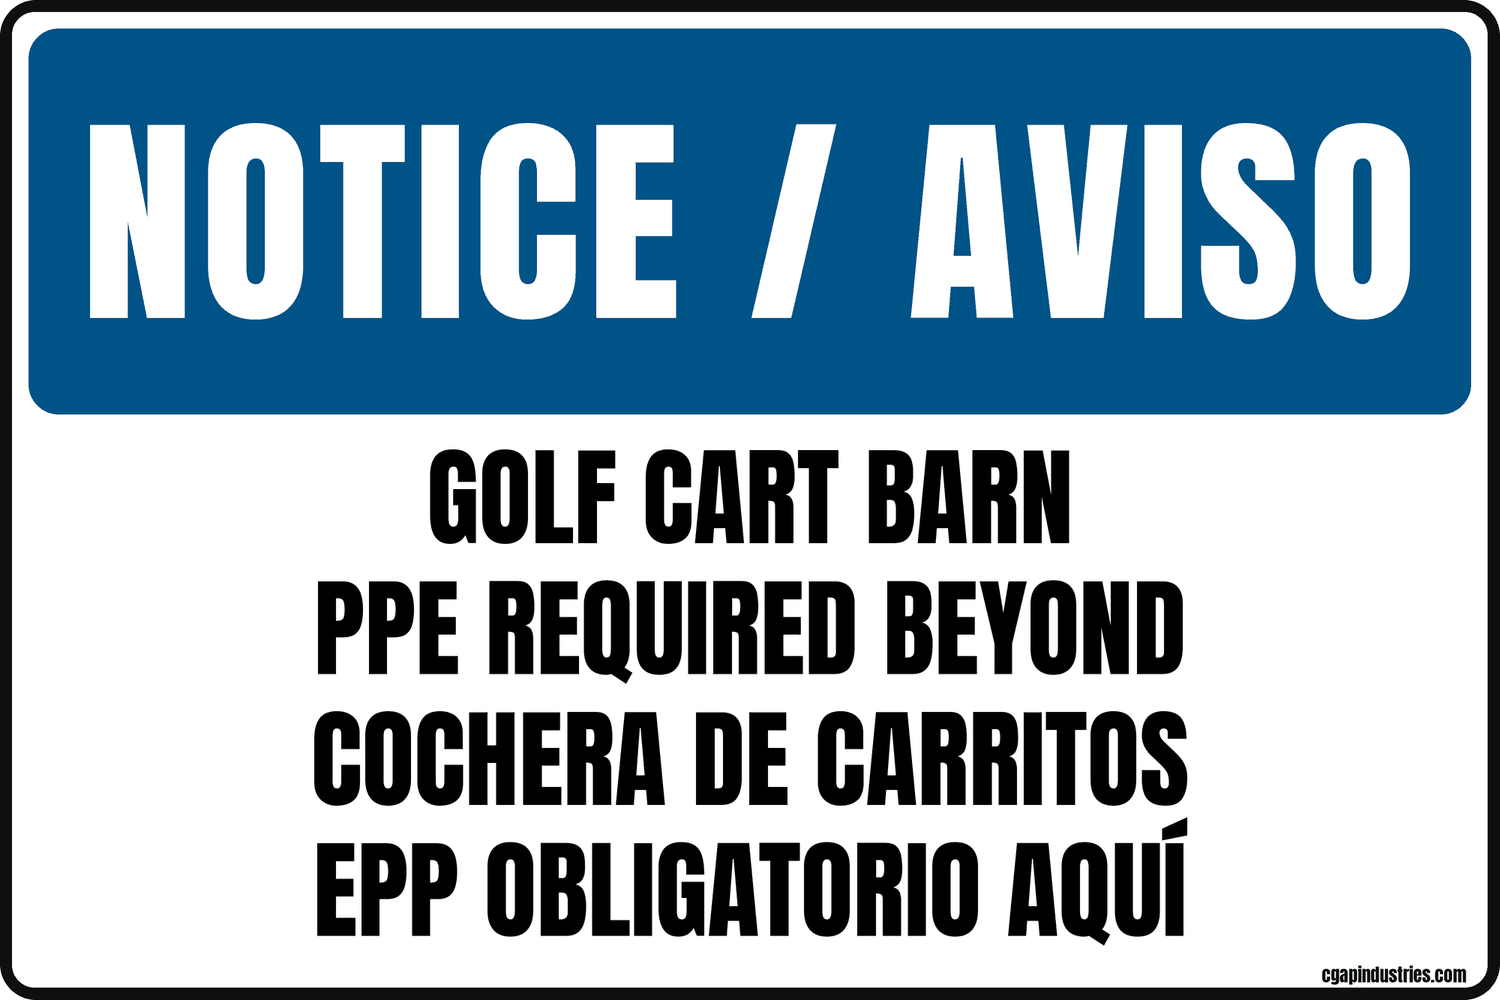 NOTICE / AVISO
GOLF CART BARN
PPE REQUIRED BEYOND
COCHERA DE CARRITOS
EPP OBLIGATORIO AQUÍ
cgapindustries.com